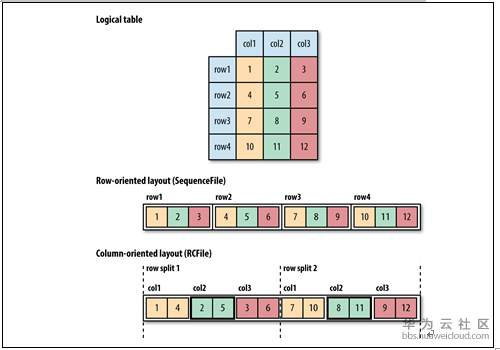 Logical table
col1 col2 col3
row1 1 2 3
row2 4 5 6
row3 7 8 9
row4 10 11 12
Row-oriented layout (SequenceFile)
row1 row2 row3 row4
1 2 3 4 5 6 7 8 9 10 11 12
Column-oriented layout (RCFile)
row split 1 row split 2
col1 col2 col3 col1 col2 col3
1 4 2 5 3 6 7 10 8 11 9 12
华为云社区
bbs.huaweicloud.com